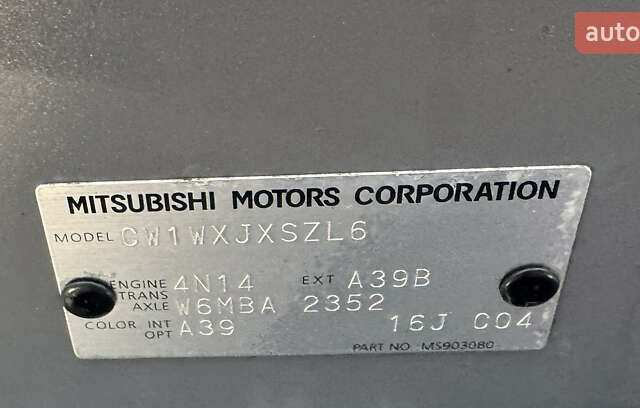 auto
MITSUBISHI MOTORS CORPORATION
MODEL CW1WXJXSZL6
ENGINE 4N14 EXT A39B
TRANS AXLE W6MBA 2352
COLOR INT OPT A39 16J C04
PART NO MS903080